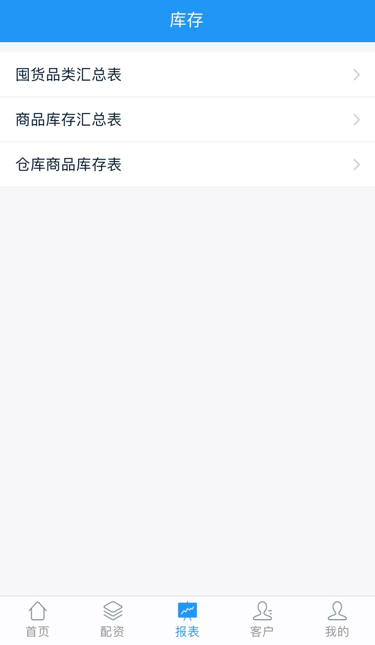 库存
囤货品类汇总表
商品库存汇总表
仓库商品库存表
首页
配资
报表
客户
我的